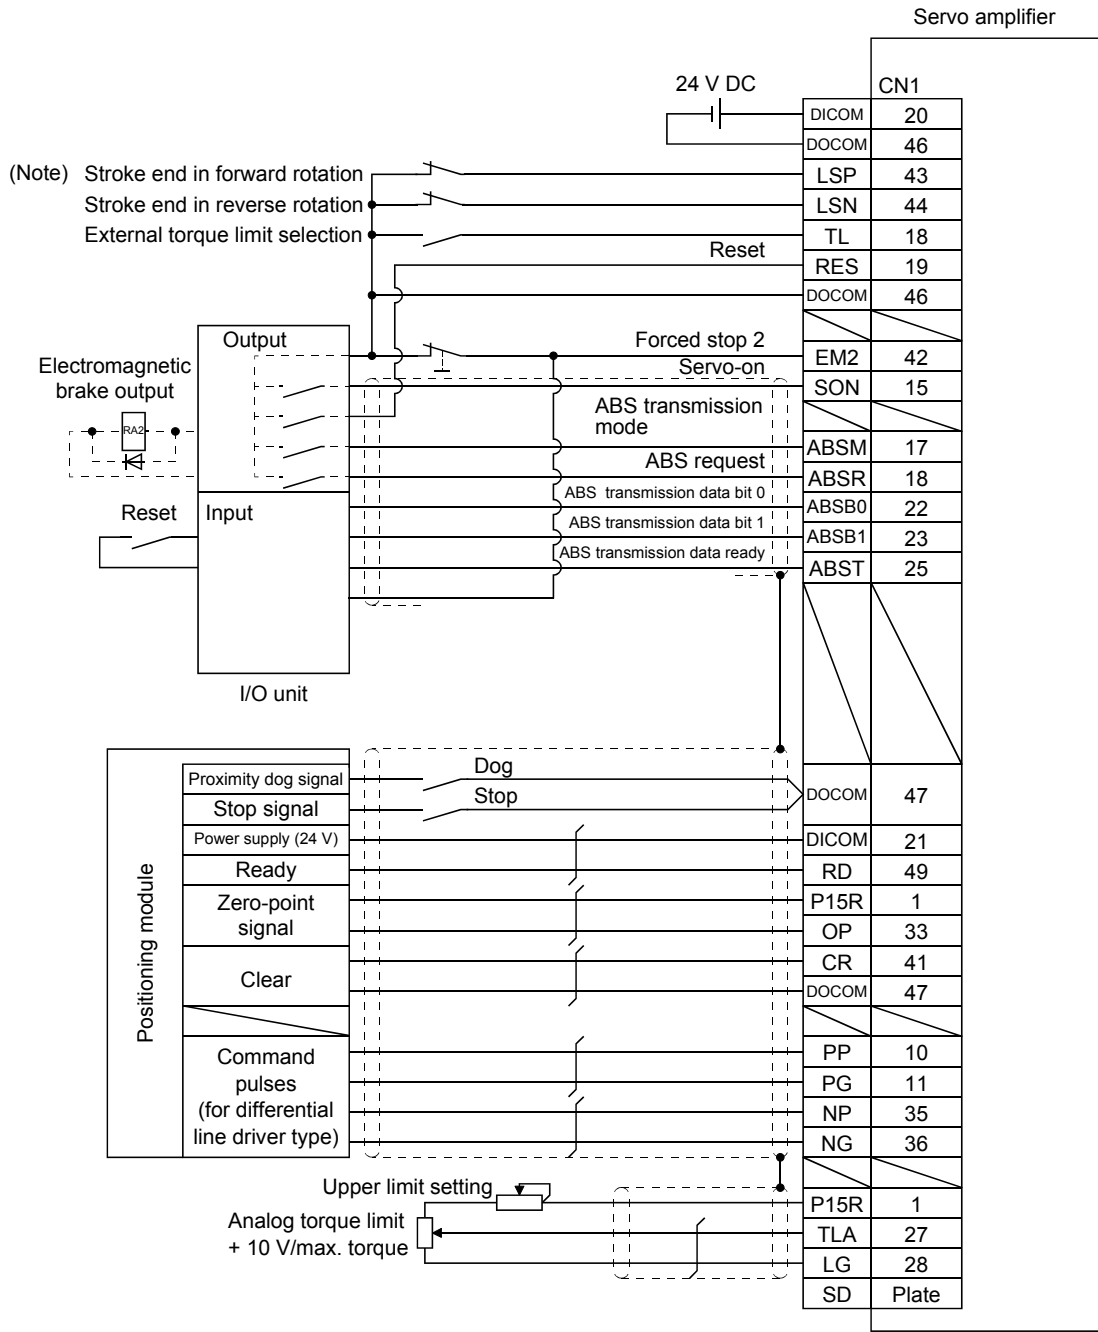 Servo amplifier
24 V DC
CN1
DICOM 20
DOCOM 46
(Note) Stroke end in forward rotation LSP 43
Stroke end in reverse rotation LSN 44
External torque limit selection TL 18
Reset RES 19
DOCOM 46
Output
Forced stop 2 EM2 42
Electromagnetic
brake output
Servo-on SON 15
RA2
ABS transmission
mode
ABSM 17
ABS request ABSR 18
ABS transmission data bit 0 ABSB0 22
Reset Input
ABS transmission data bit 1 ABSB1 23
ABS transmission data ready ABST 25
I/O unit
Positioning module
Proximity dog signal Dog
DOCOM 47
Stop signal Stop
Power supply (24 V) DICOM 21
Ready RD 49
Zero-point
signal
P15R 1
OP 33
Clear
CR 41
DOCOM 47
Command
pulses
(for differential
line driver type)
PP 10
PG 11
NP 35
NG 36
Upper limit setting P15R 1
Analog torque limit
+ 10 V/max. torque
TLA 27
LG 28
SD Plate